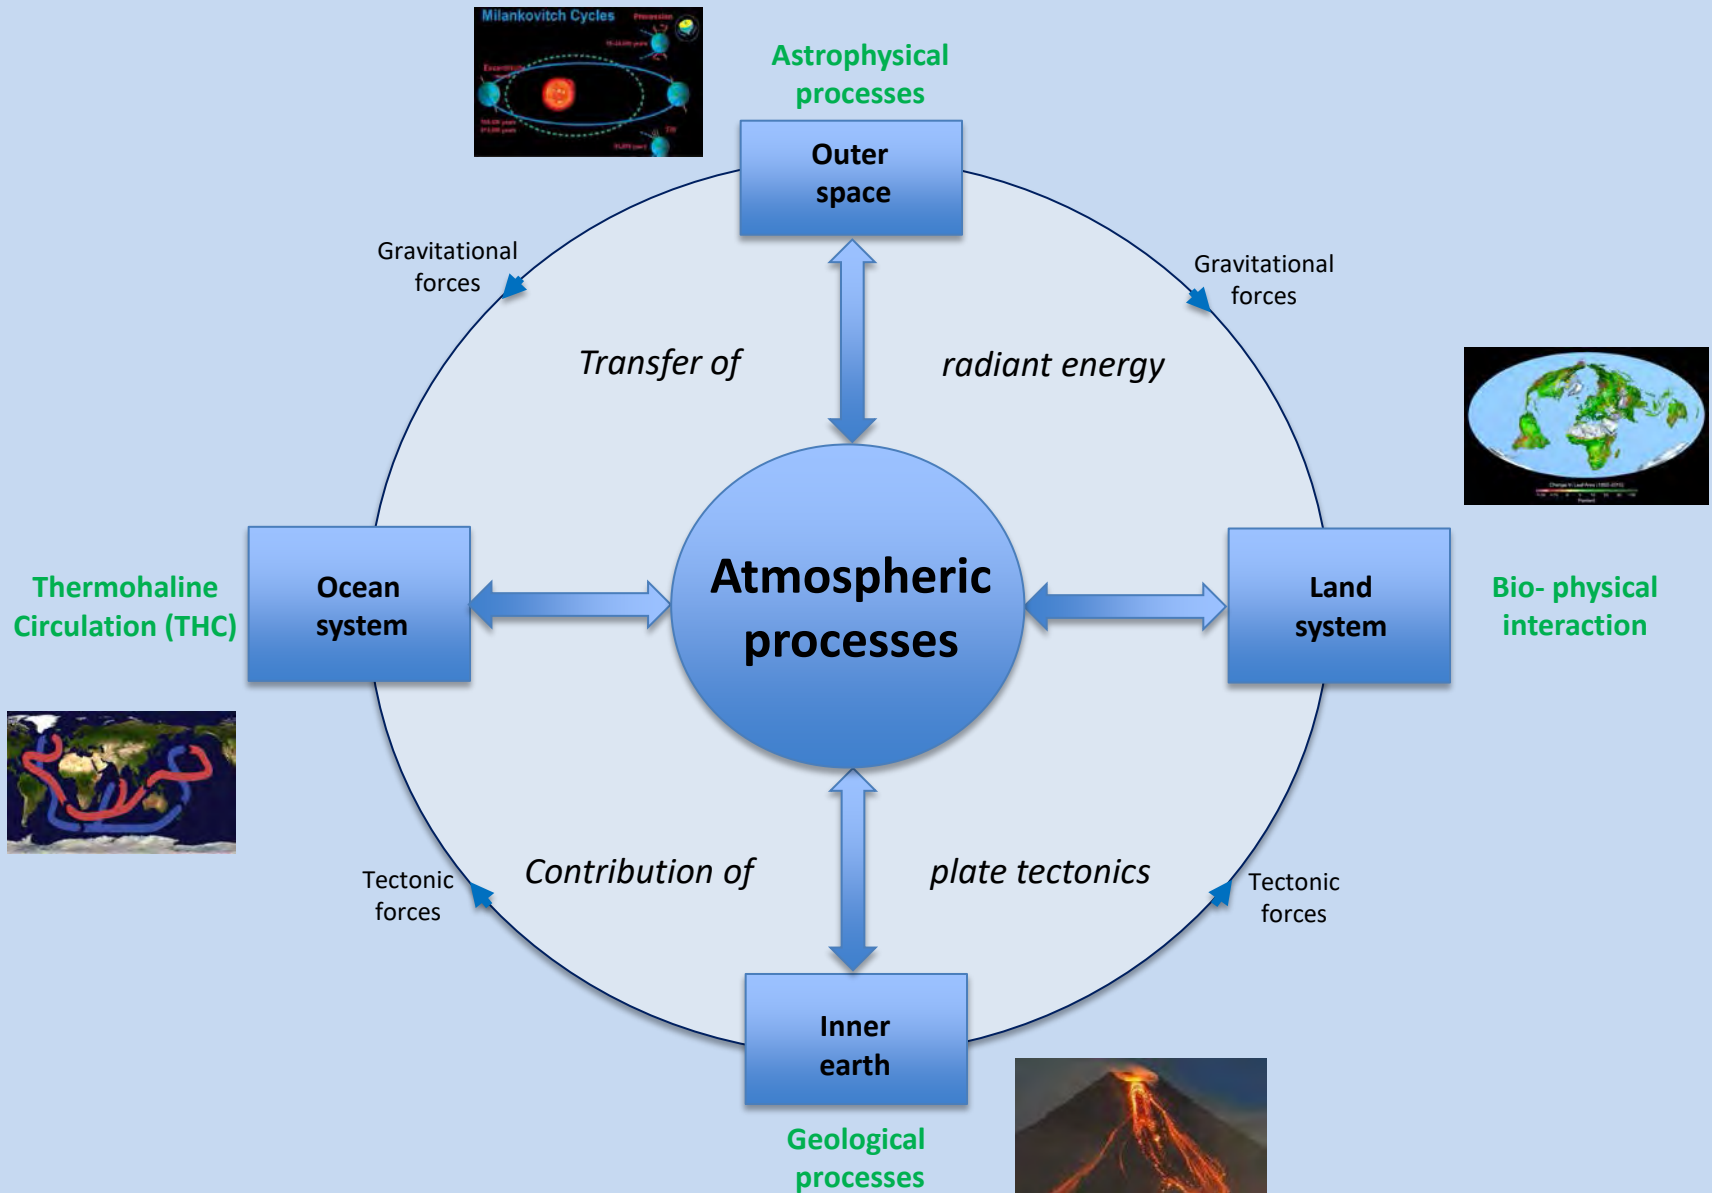 Milankovitch Cycles
Precession
Astrophysical
processes
Outer
space
Gravitational
forces
Gravitational
forces
Transfer of
radiant energy
Thermohaline
Circulation (THC)
Ocean
system
Atmospheric
processes
Land
system
Bio- physical
interaction
Contribution of
plate tectonics
Tectonic
forces
Tectonic
forces
Inner
earth
Geological
processes